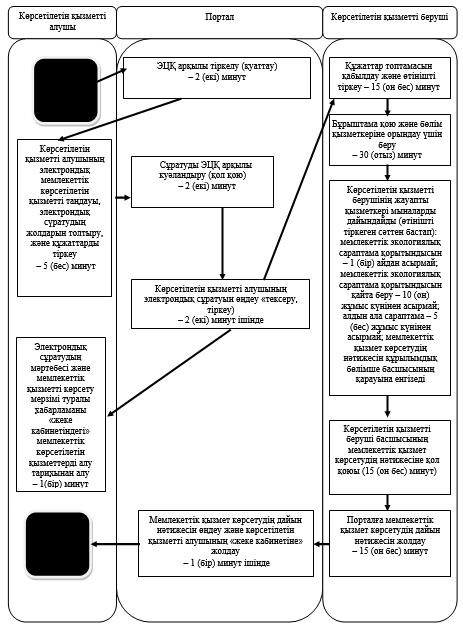 Көрсетілетін қызметті
алушы
Портал
Көрсетілетін қызметті беруші
ЭЦҚ арқылы тіркелу (қуаттау)
– 2 (екі) минут
Құжаттар топтамасын
қабылдау және өтінішті
тіркеу – 15 (он бес) минут
Бұрыштама қою және бөлім
қызметкеріне орындау үшін
беру
– 30 (отыз) минут
Көрсетілетін
қызметті алушының
электрондық
мемлекеттік
көрсетілетін
қызметті таңдауы,
электрондық
сұратудың
жолдарын толтыру,
және құжаттарды
тіркеу
– 5 (бес) минут
Сұратуды ЭЦҚ арқылы
куәландыру (қол қою)
– 2 (екі) минут
Көрсетілетін қызметті
берушінің жауапты
қызметкері мыналарды
дайындайды (өтінішті
тіркеген сәттен бастап):
мемлекеттік экологиялық
сараптама қорытындысын
– 1 (бір) айдан асырмай;
мемлекеттік экологиялық
сараптама қорытындысын
қайта беру – 10 (он)
жұмыс күнінен асырмай;
алдын ала сараптама – 5
(бес) жұмыс күнінен
асырмай; мемлекеттік
қызмет көрсетудің
нәтижесін құрылымдық
бөлімше басшысының
қарауына енгізеді
Көрсетілетін қызметті алушының
электрондық сұратуын өңдеу «тексеру,
тіркеу)
– 2 (екі) минут ішінде
Электрондық
сұратудың
мәртебесі және
мемлекеттік
қызметті көрсету
мерзімі туралы
хабарламаны
«жеке
кабинетіндегі»
мемлекеттік
көрсетілетін
қызметтерді алу
тарихынан алу
– 1(бір) минут
Көрсетілетін қызметті
беруші басшысының
мемлекеттік қызмет
көрсетудің нәтижесіне қол
қоюы (15 (он бес) минут)
Мемлекеттік қызмет көрсетудің дайын
нәтижесін өңдеу және көрсетілетін
қызметті алушының «жеке кабинетіне»
жолдау
– 1 (бір) минут ішінде
Порталға мемлекеттік
қызмет көрсетудің дайын
нәтижесін жолдау
– 15 (он бес) минут